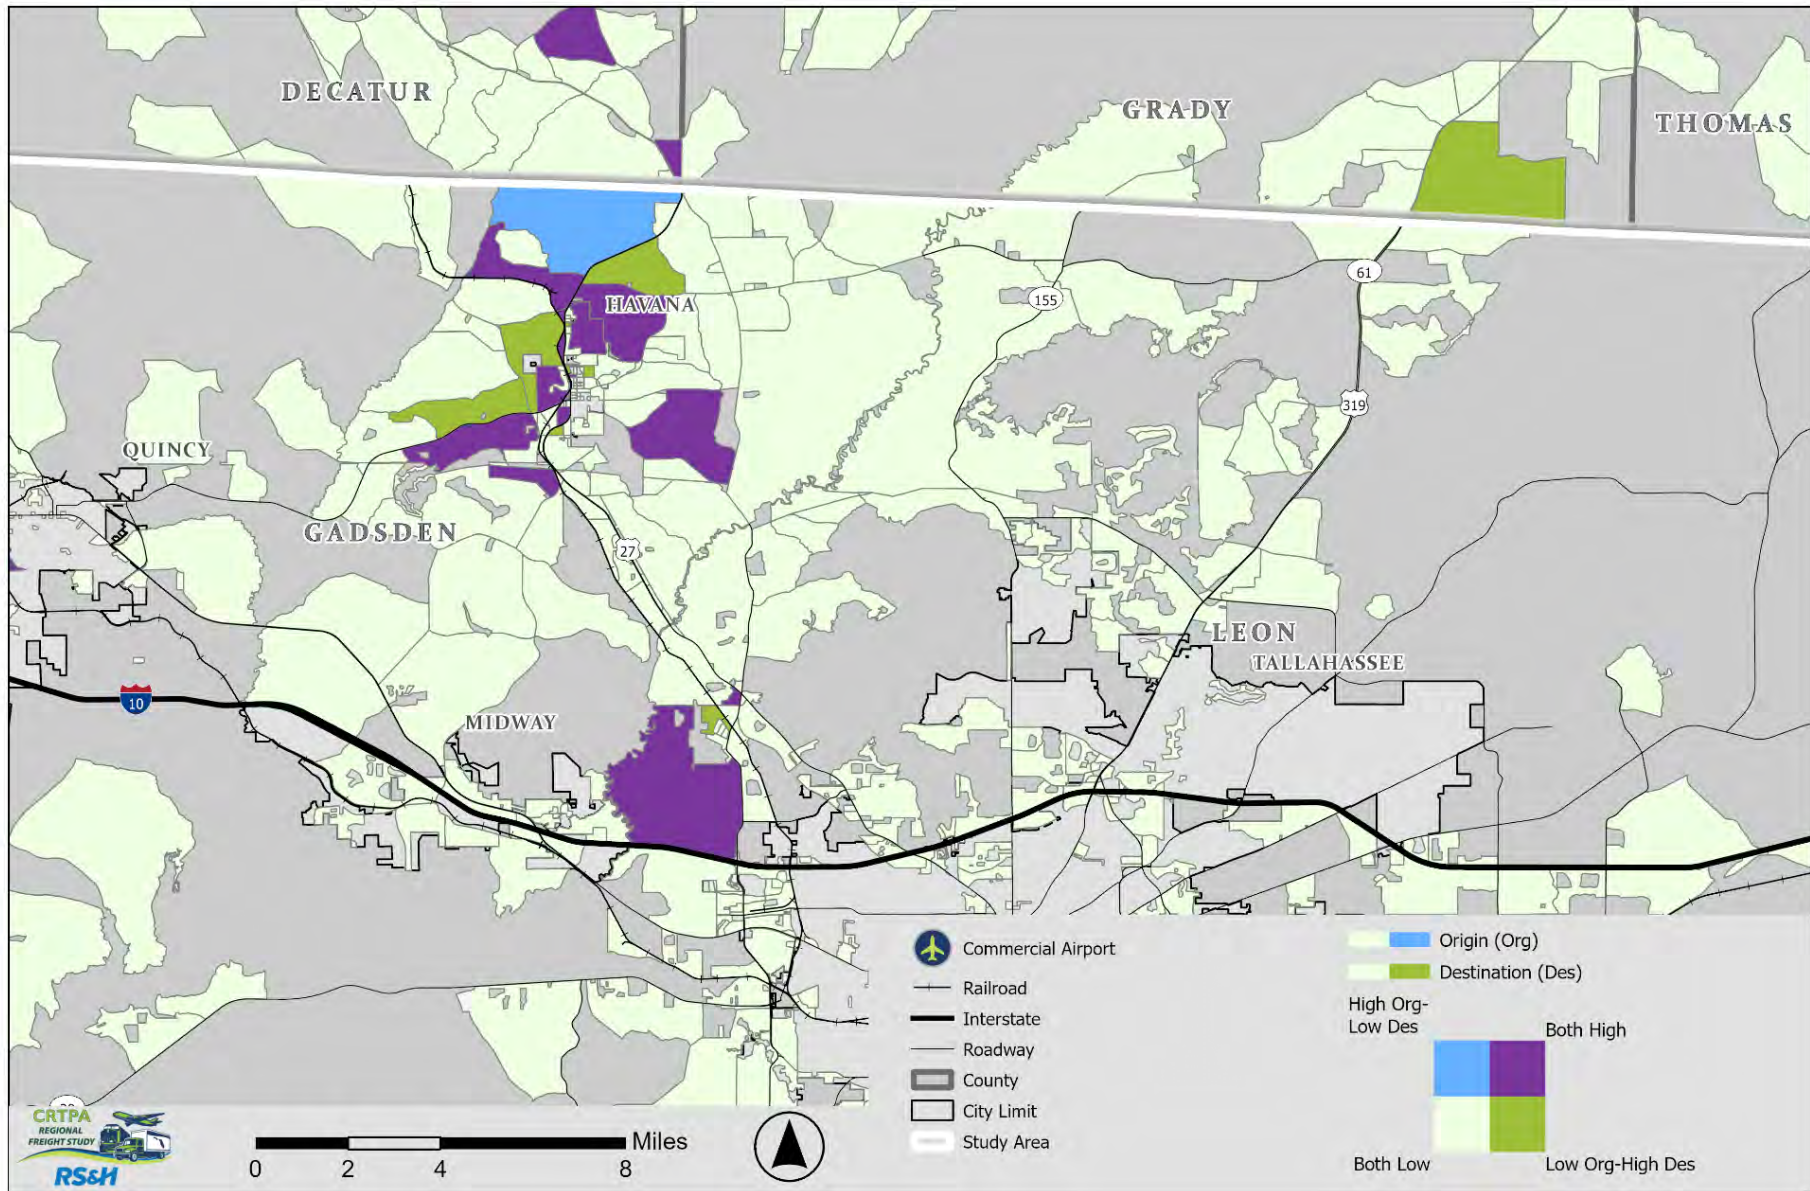 DECATUR
GRADY
THOMAS
61
HAVANA
155
319
QUINCY
GADSDEN
27
LEON
TALLAHASSEE
10
MIDWAY
Commercial Airport
Railroad
Interstate
Roadway
County
City Limit
Study Area
Origin (Org)
Destination (Des)
High Org-
Low Des
Both High
Both Low
Low Org-High Des
CRTPA
REGIONAL
FREIGHT STUDY
RS&H
Miles
0 2 4 8